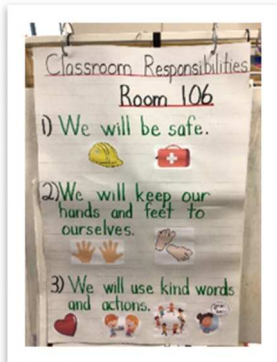 Classroom Responsibilities
Room 106
1) We will be safe.
2) We will keep our
hands and feet to
ourselves.
3) We will use kind words
and actions.